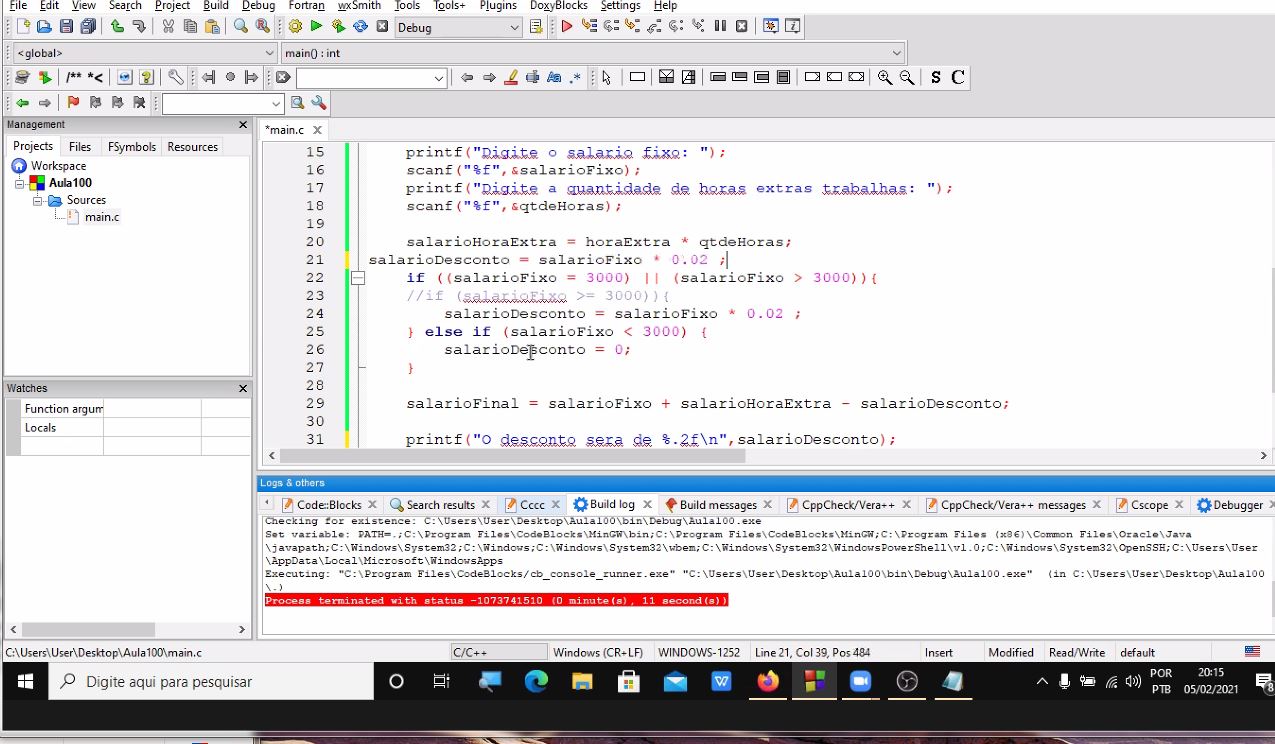 File Edit View Search Project Build Debug Fortran wxSmith Tools Tools+ Plugins DoxyBlocks Settings Help
Debug
<global> main() : int
/** *< Aa .* S C
Management
Projects Files FSymbols Resources
Workspace
Aula100
Sources
main.c
Watches
Function argum
Locals
*main.c
15 printf("Digite o salario fixo: ");
16 scanf("%f",&salarioFixo);
17 printf("Digite a quantidade de horas extras trabalhas: ");
18 scanf("%f",&qtdeHoras);
19
20 salarioHoraExtra = horaExtra * qtdeHoras;
21 salarioDesconto = salarioFixo * 0.02 ;
22 if ((salarioFixo = 3000) || (salarioFixo > 3000)){
23 //if (salarioFixo >= 3000)){
24 salarioDesconto = salarioFixo * 0.02 ;
25 } else if (salarioFixo < 3000) {
26 salarioDesconto = 0;
27 }
28
29 salarioFinal = salarioFixo + salarioHoraExtra - salarioDesconto;
30
31 printf("O desconto sera de %.2f\n",salarioDesconto);
Logs & others
Code::Blocks Search results Cccc Build log Build messages CppCheck/Vera++ CppCheck/Vera++ messages Cscope Debugger
Checking for existence: C:\Users\User\Desktop\Aula100\bin\Debug\Aula100.exe
Set variable: PATH=.;C:\Program Files\CodeBlocks\MinGW\bin;C:\Program Files\CodeBlocks\MinGW;C:\Program Files (x86)\Common Files\Oracle\Java
\javapath;C:\Windows\System32;C:\Windows;C:\Windows\System32\wbem;C:\Windows\System32\WindowsPowerShell\v1.0;C:\Windows\System32\OpenSSH;C:\Users\User
\AppData\Local\Microsoft\WindowsApps
Executing: "C:\Program Files\CodeBlocks/cb_console_runner.exe" "C:\Users\User\Desktop\Aula100\bin\Debug\Aula100.exe" (in C:\Users\User\Desktop\Aula100
\.)
Process terminated with status -1073741510 (0 minute(s), 11 second(s))
C:\Users\User\Desktop\Aula100\main.c C/C++ Windows (CR+LF) WINDOWS-1252 Line 21, Col 39, Pos 484 Insert Modified Read/Write default
Digite aqui para pesquisar
POR
PTB
20:15
05/02/2021
8